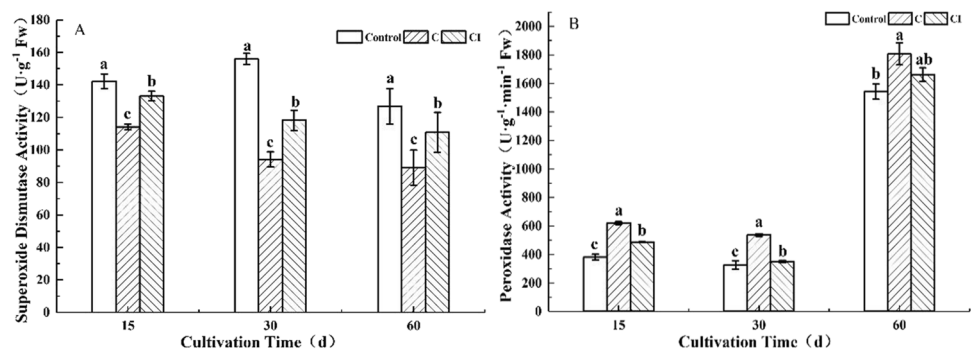 A
Control C CI
Superoxide Dismutase Activity（U·g⁻¹ Fw）
180
160
140
120
100
80
60
40
20
0
a c b
a c b
a c b
15 30 60
Cultivation Time（d）
B
Control C CI
Peroxidase Activity（U·g⁻¹·min⁻¹ Fw）
2000
1800
1600
1400
1200
1000
800
600
400
200
0
c a b
c a b
b a ab
15 30 60
Cultivation Time（d）